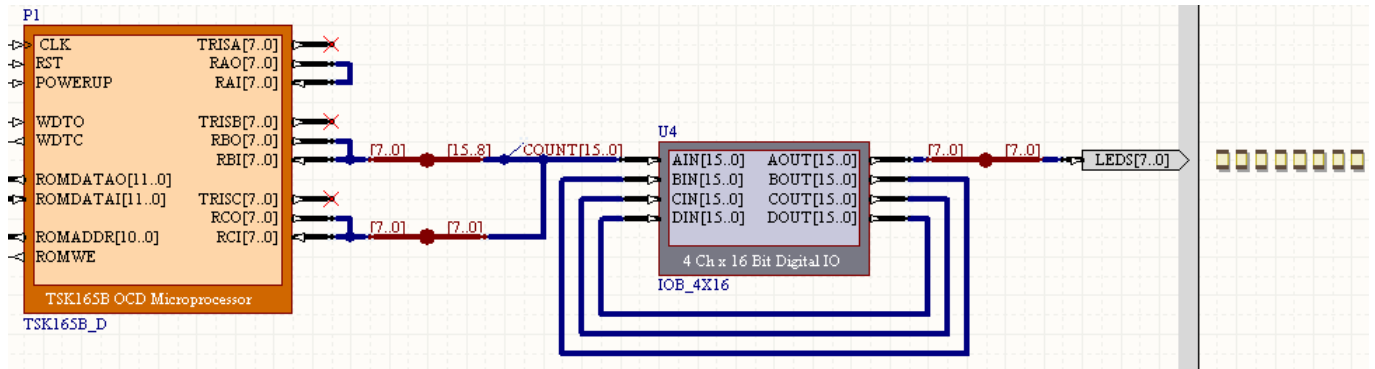 P1
CLK TRISA[7..0]
RST RAO[7..0]
POWERUP RAI[7..0]
WDTO TRISB[7..0]
WDTC RBO[7..0]
RBI[7..0]
ROMDATAO[11..0]
ROMDATAI[11..0] TRISC[7..0]
RCO[7..0]
ROMADDR[10..0] RCI[7..0]
ROMWE
TSK165B OCD Microprocessor
TSK165B_D
[7..0] [15..8] COUNT[15..0]
[7..0] [7..0]
U4
AIN[15..0] AOUT[15..0]
BIN[15..0] BOUT[15..0]
CIN[15..0] COUT[15..0]
DIN[15..0] DOUT[15..0]
4 Ch x 16 Bit Digital IO
IOB_4X16
[7..0] [7..0] LEDS[7..0]